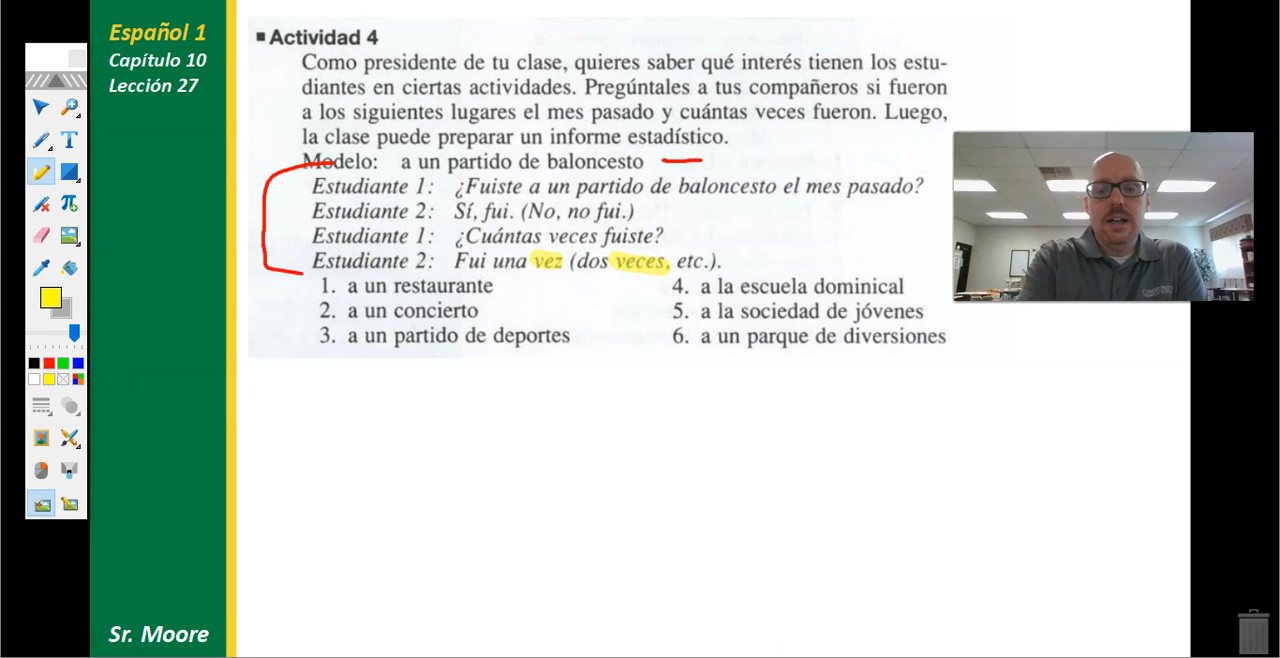 Español 1
Capítulo 10
Lección 27
▪ Actividad 4
Como presidente de tu clase, quieres saber qué interés tienen los estu-
diantes en ciertas actividades. Pregúntales a tus compañeros si fueron
a los siguientes lugares el mes pasado y cuántas veces fueron. Luego,
la clase puede preparar un informe estadístico.
Modelo: a un partido de baloncesto
Estudiante 1: ¿Fuiste a un partido de baloncesto el mes pasado?
Estudiante 2: Sí, fui. (No, no fui.)
Estudiante 1: ¿Cuántas veces fuiste?
Estudiante 2: Fui una vez (dos veces, etc.).
1. a un restaurante
2. a un concierto
3. a un partido de deportes
4. a la escuela dominical
5. a la sociedad de jóvenes
6. a un parque de diversiones
Sr. Moore